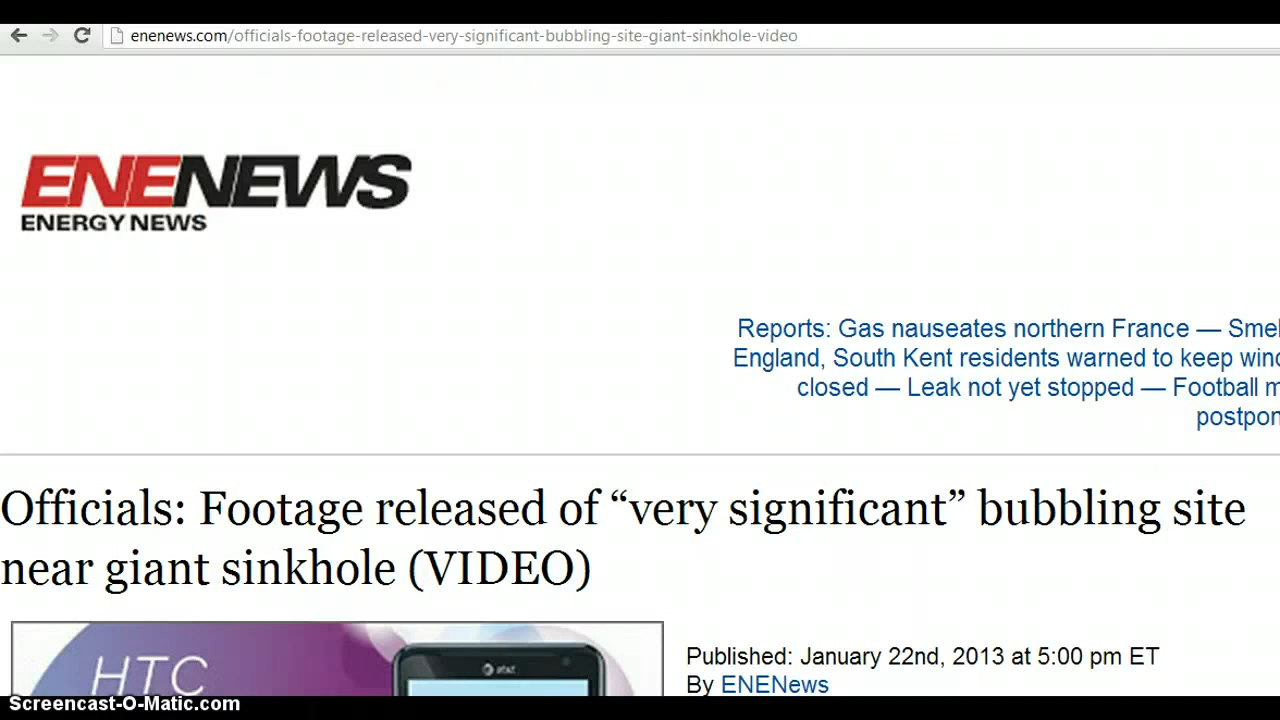 enenews.com/officials-footage-released-very-significant-bubbling-site-giant-sinkhole-video
ENENEWS
ENERGY NEWS
Reports: Gas nauseates northern France — Smel
England, South Kent residents warned to keep wind
closed — Leak not yet stopped — Football m
postpon
Officials: Footage released of “very significant” bubbling site
near giant sinkhole (VIDEO)
HTC
at&t
Published: January 22nd, 2013 at 5:00 pm ET
By ENENews
Screencast-O-Matic.com